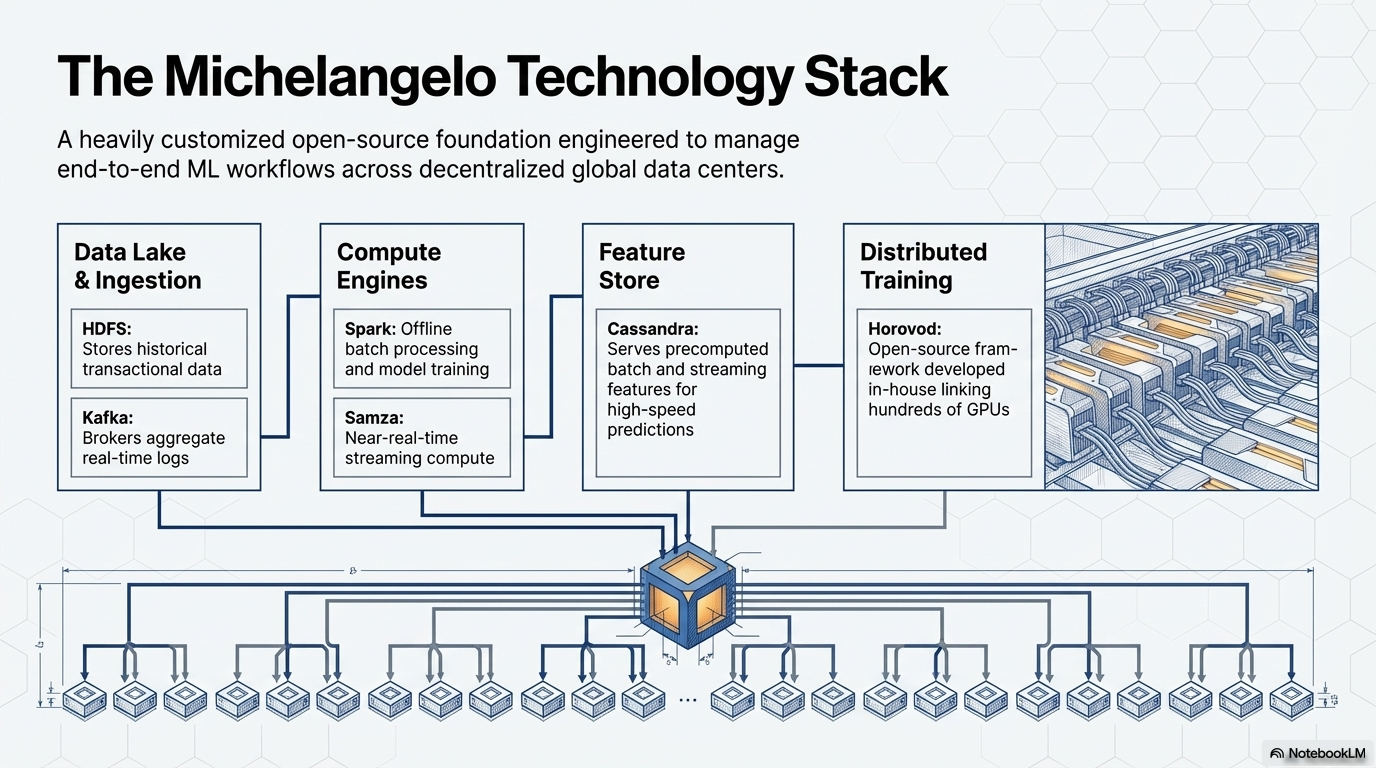 The Michelangelo Technology Stack
A heavily customized open-source foundation engineered to manage
end-to-end ML workflows across decentralized global data centers.
Data Lake
& Ingestion
HDFS:
Stores historical
transactional data
Kafka:
Brokers aggregate
real-time logs
Compute
Engines
Spark: Offline
batch processing
and model training
Samza:
Near-real-time
streaming compute
Feature
Store
Cassandra:
Serves precomputed
batch and streaming
features for
high-speed
predictions
Distributed
Training
Horovod:
Open-source fram-
ework developed
in-house linking
hundreds of GPUs
...
NotebookLM